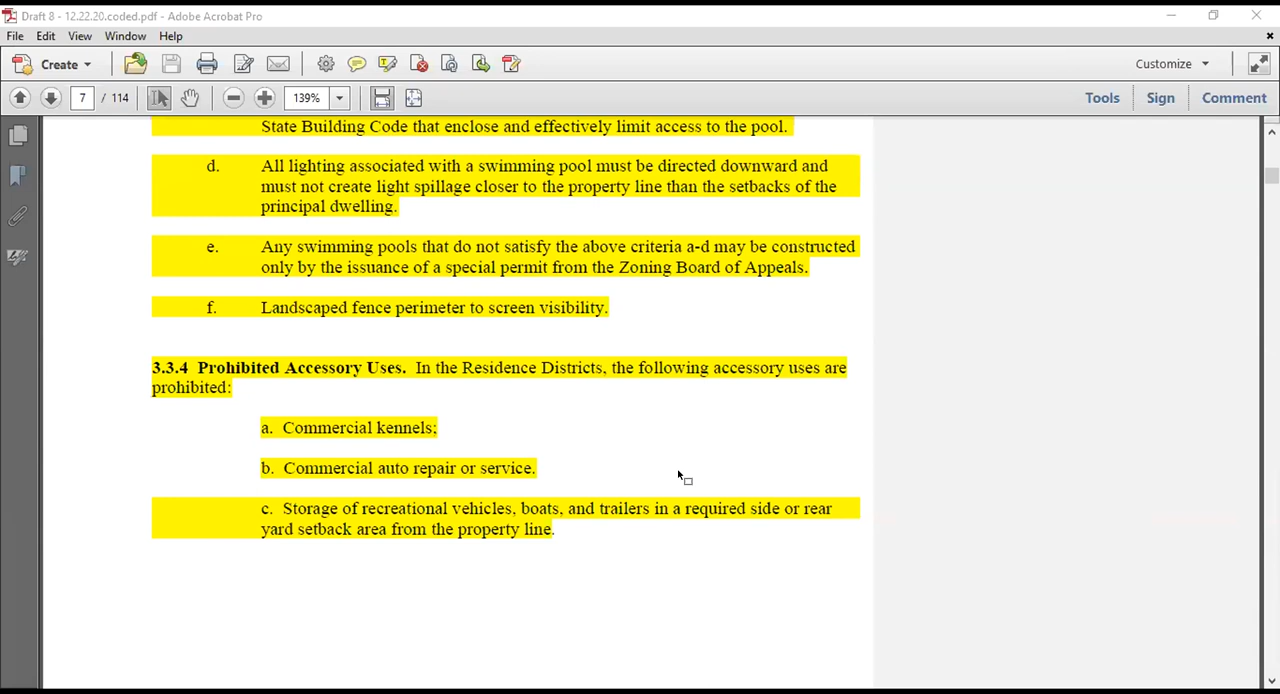 Draft 8 - 12.22.20.coded.pdf - Adobe Acrobat Pro
File Edit View Window Help
Create Customize
7 / 114 139% Tools Sign Comment
State Building Code that enclose and effectively limit access to the pool.
d. All lighting associated with a swimming pool must be directed downward and
must not create light spillage closer to the property line than the setbacks of the
principal dwelling.
e. Any swimming pools that do not satisfy the above criteria a-d may be constructed
only by the issuance of a special permit from the Zoning Board of Appeals.
f. Landscaped fence perimeter to screen visibility.
3.3.4 Prohibited Accessory Uses. In the Residence Districts, the following accessory uses are
prohibited:
a. Commercial kennels;
b. Commercial auto repair or service.
c. Storage of recreational vehicles, boats, and trailers in a required side or rear
yard setback area from the property line.